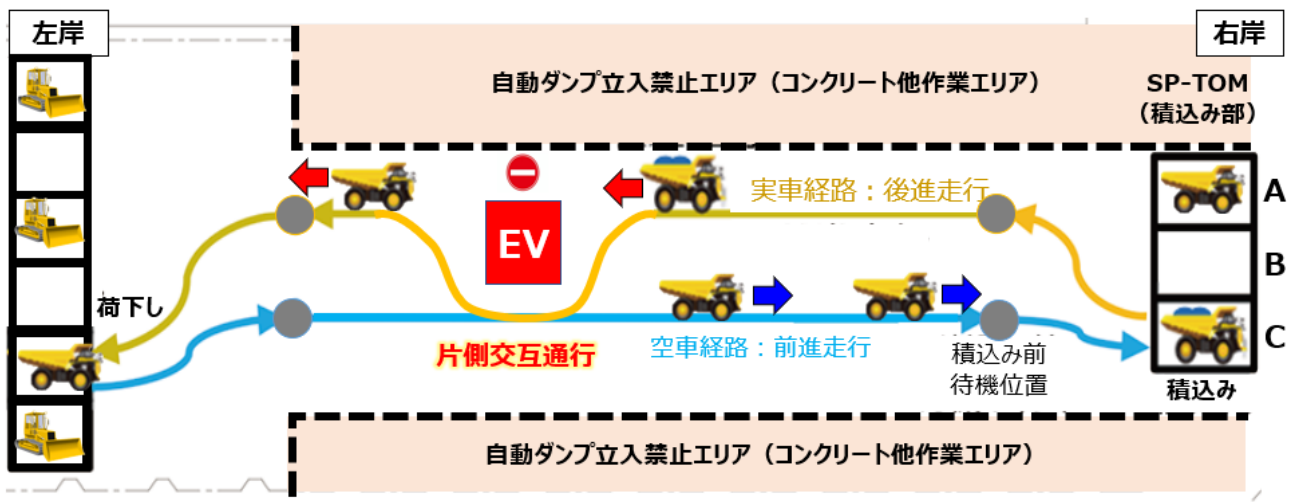 左岸
右岸
自動ダンプ立入禁止エリア（コンクリート他作業エリア）
SP-TOM
（積込み部）
実車経路：後進走行
A
EV
B
荷下し
C
片側交互通行
空車経路：前進走行
積込み前
待機位置
積込み
自動ダンプ立入禁止エリア（コンクリート他作業エリア）